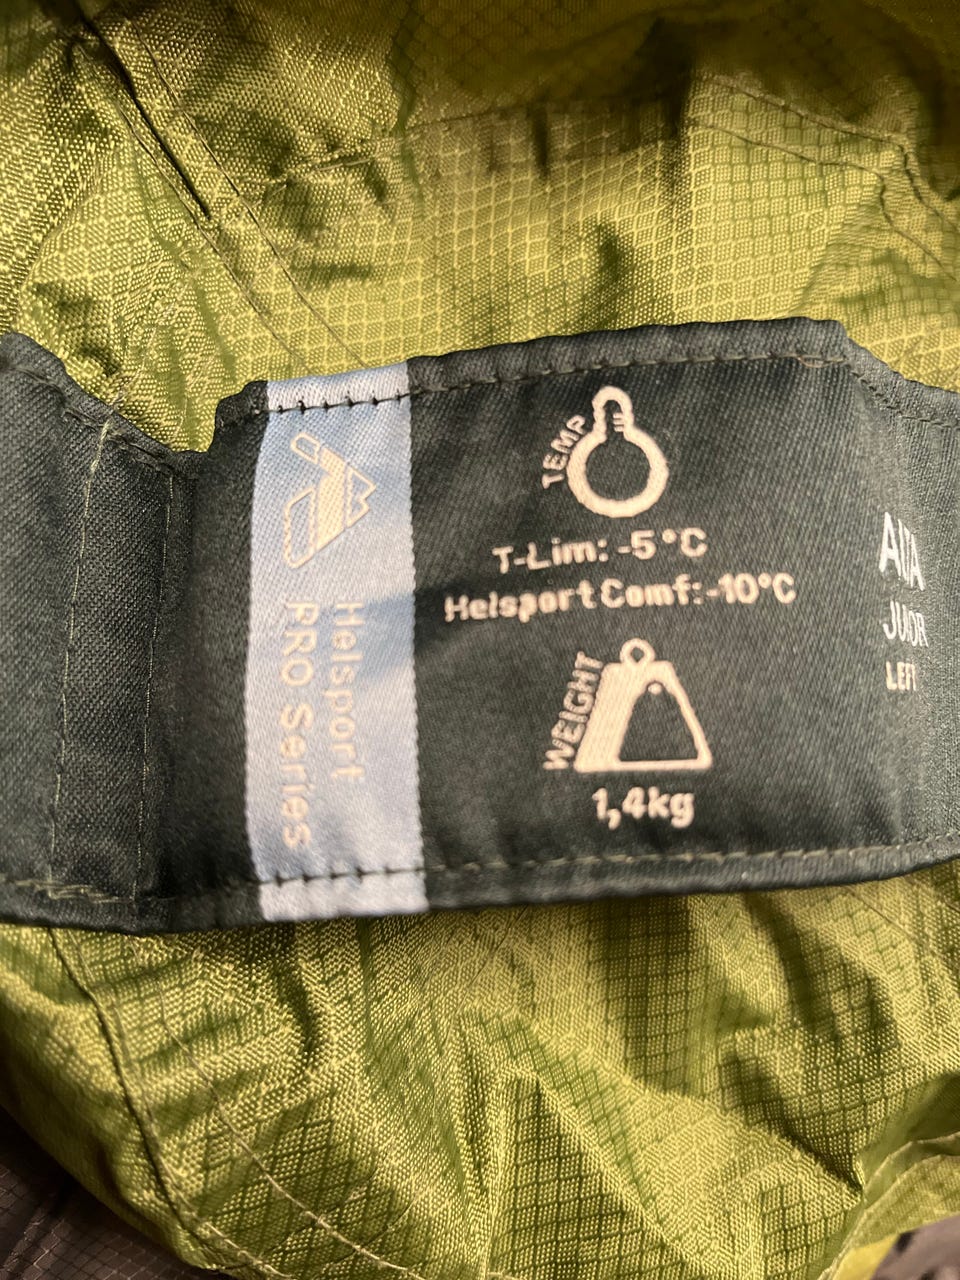 Helsport
PRO Series
TEMP
T-Lim: -5°C
Helsport Comf:-10°C
WEIGHT
1,4kg
LEFT